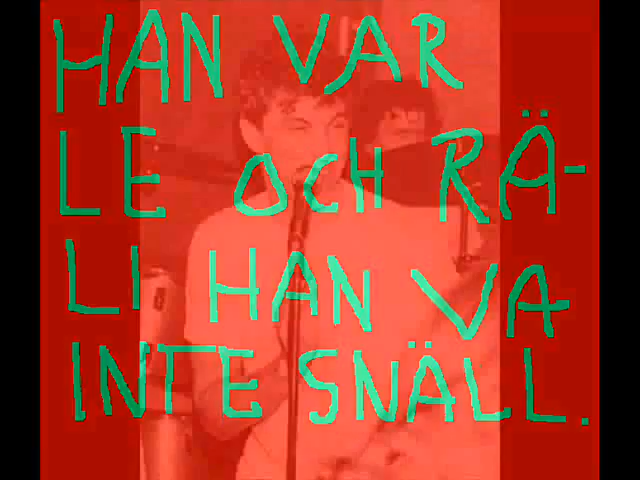 HAN VAR
LE OCH RÄ-
LI HAN VA
INTE SNÄLL.